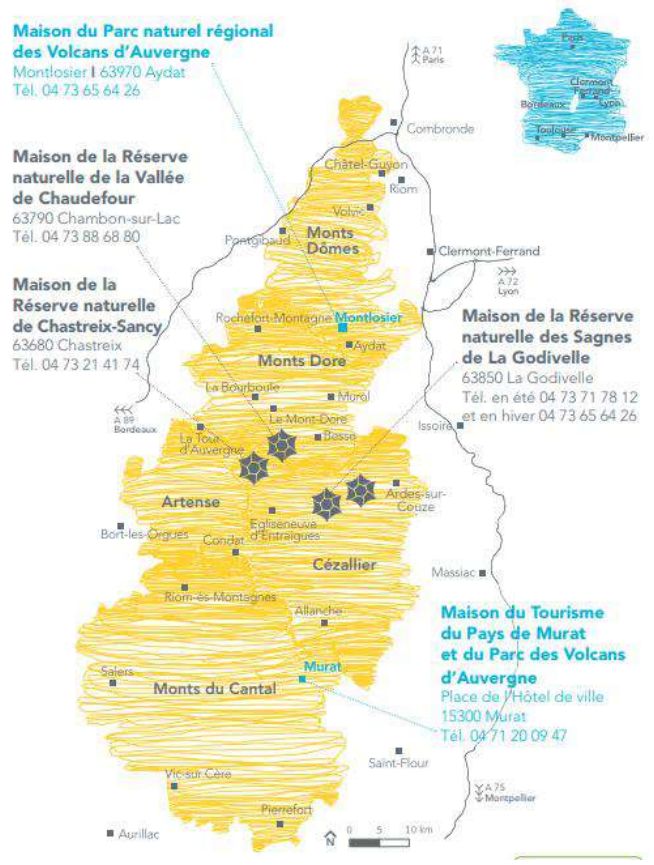 Maison du Parc naturel régional
des Volcans d'Auvergne
Montlosier I 63970 Aydat
Tél. 04 73 65 64 26
Maison de la Réserve
naturelle de la Vallée
de Chaudefour
63790 Chambon-sur-Lac
Tél. 04 73 88 68 80
Maison de la
Réserve naturelle
de Chastreix-Sancy
63680 Chastreix
Tél. 04 73 21 41 74
A 71
Paris
Paris
Clermont
Ferrand
Lyon
Bordeaux
Toulouse
Montpellier
Combronde
Châtel-Guyon
Riom
Volvic
Pontgibaud
Monts
Dômes
Clermont-Ferrand
A 72
Lyon
Rochefort-Montagne
Montlosier
Aydat
Monts Dore
Maison de la Réserve
naturelle des Sagnes
de La Godivelle
63850 La Godivelle
Tél. en été 04 73 71 78 12
et en hiver 04 73 65 64 26
La Bourboule
Murol
Le Mont-Dore
A 89
Bordeaux
La Tour
d'Auvergne
Besse
Issoire
Artense
Ardes-sur-
Couze
Bort-les-Orgues
Egliseneuve
d'Entraigues
Condat
Cézallier
Massiac
Riom-ès-Montagnes
Allanche
Maison du Tourisme
du Pays de Murat
et du Parc des Volcans
d'Auvergne
Place de l'Hôtel de ville
15300 Murat
Tél. 04 71 20 09 47
Murat
Salers
Monts du Cantal
Saint-Flour
Vic-sur-Cère
A 75
Montpellier
Pierrefort
Aurillac
N
0 5 10 km